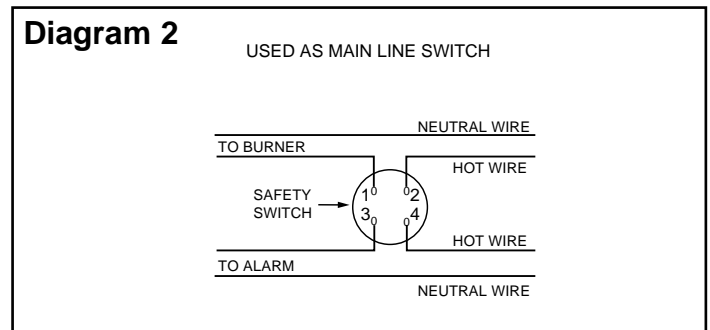 Diagram 2
USED AS MAIN LINE SWITCH
NEUTRAL WIRE
TO BURNER
HOT WIRE
1 2
SAFETY
SWITCH
3 4
HOT WIRE
TO ALARM
NEUTRAL WIRE